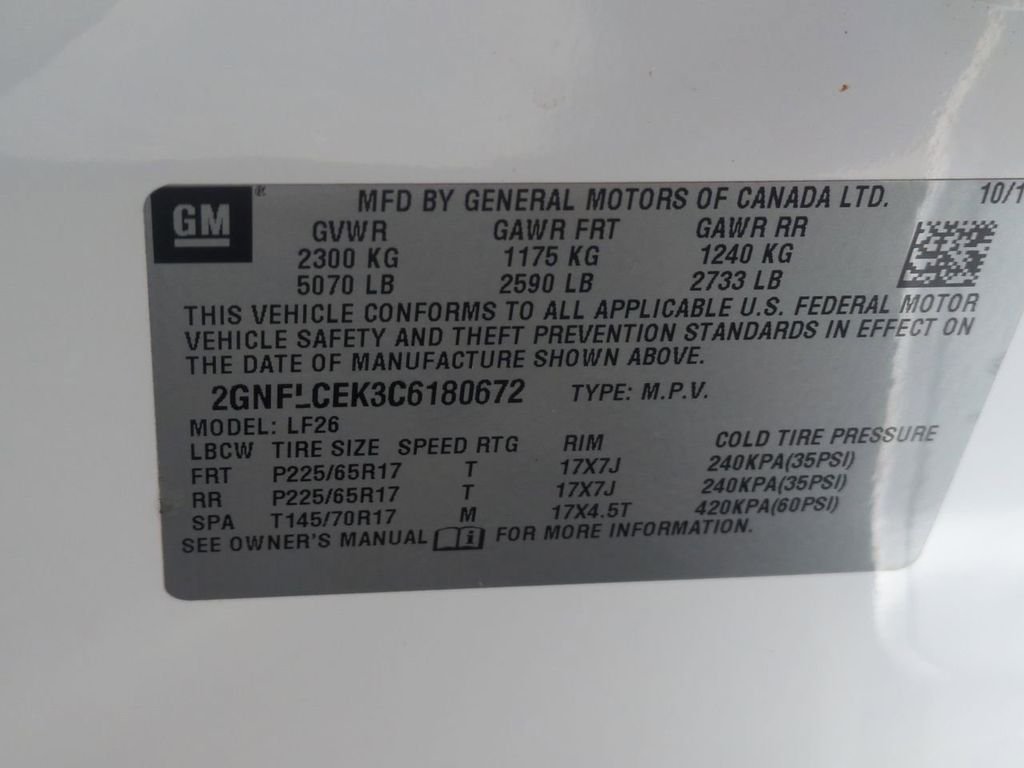 GM® MFD BY GENERAL MOTORS OF CANADA LTD. 10/1
GVWR GAWR FRT GAWR RR
2300 KG 1175 KG 1240 KG
5070 LB 2590 LB 2733 LB
THIS VEHICLE CONFORMS TO ALL APPLICABLE U.S. FEDERAL MOTOR
VEHICLE SAFETY AND THEFT PREVENTION STANDARDS IN EFFECT ON
THE DATE OF MANUFACTURE SHOWN ABOVE.
2GNFLCEK3C6180672 TYPE: M.P.V.
MODEL: LF26
LBCW TIRE SIZE SPEED RTG RIM COLD TIRE PRESSURE
FRT P225/65R17 T 17X7J 240KPA(35PSI)
RR P225/65R17 T 17X7J 240KPA(35PSI)
SPA T145/70R17 M 17X4.5T 420KPA(60PSI)
SEE OWNER'S MANUAL i FOR MORE INFORMATION.